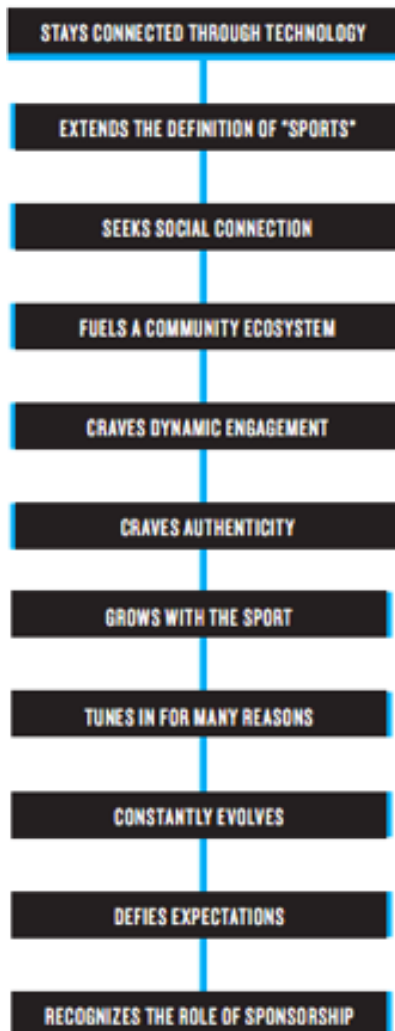 STAYS CONNECTED THROUGH TECHNOLOGY
EXTENDS THE DEFINITION OF "SPORTS"
SEEKS SOCIAL CONNECTION
FUELS A COMMUNITY ECOSYSTEM
CRAVES DYNAMIC ENGAGEMENT
CRAVES AUTHENTICITY
GROWS WITH THE SPORT
TUNES IN FOR MANY REASONS
CONSTANTLY EVOLVES
DEFIES EXPECTATIONS
RECOGNIZES THE ROLE OF SPONSORSHIP